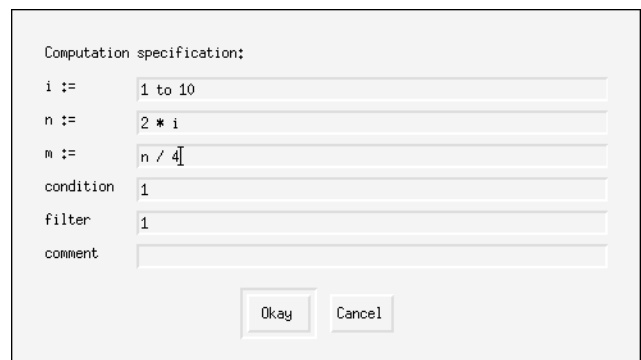 Computation specification:
i := 1 to 10
n := 2 * i
m := n / 4
condition 1
filter 1
comment
Okay Cancel